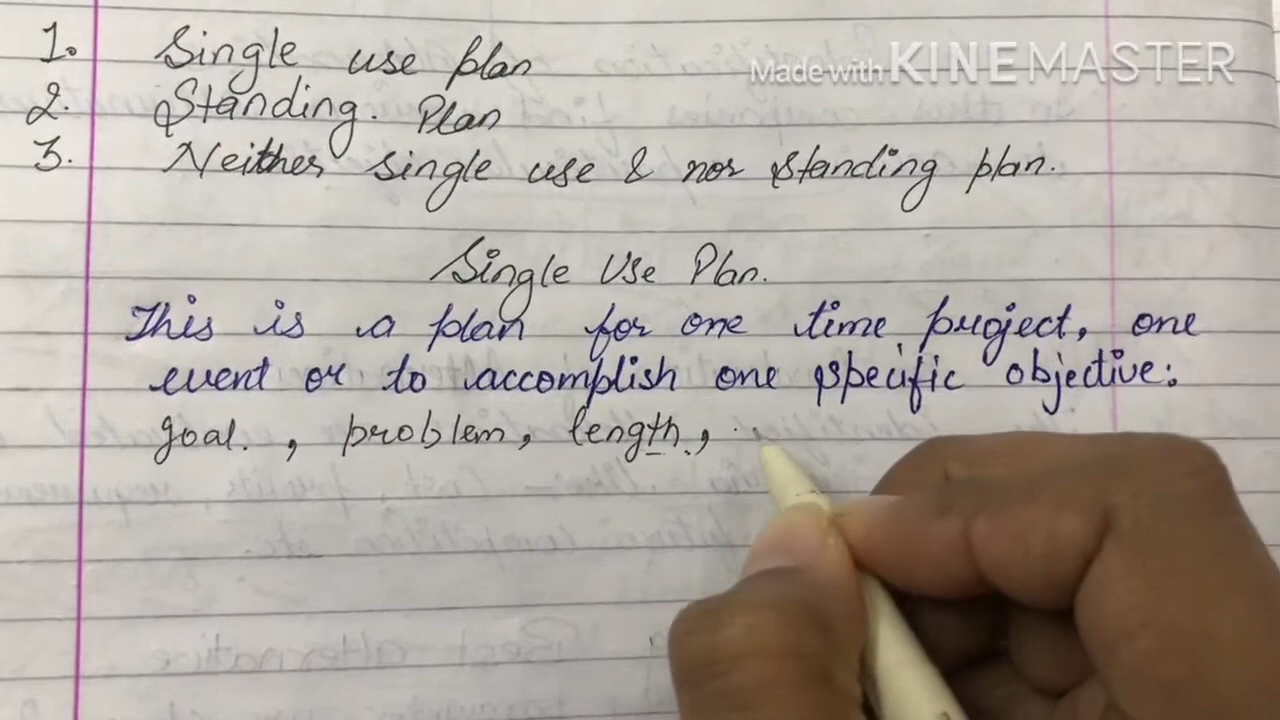 1. Single use plan
Made with KINEMASTER
2. Standing. Plan
3. Neither single use & nor standing plan.
Single Use Plan.
This is a plan for one time project, one
event or to accomplish one specific objective:
goal. , problem, length,